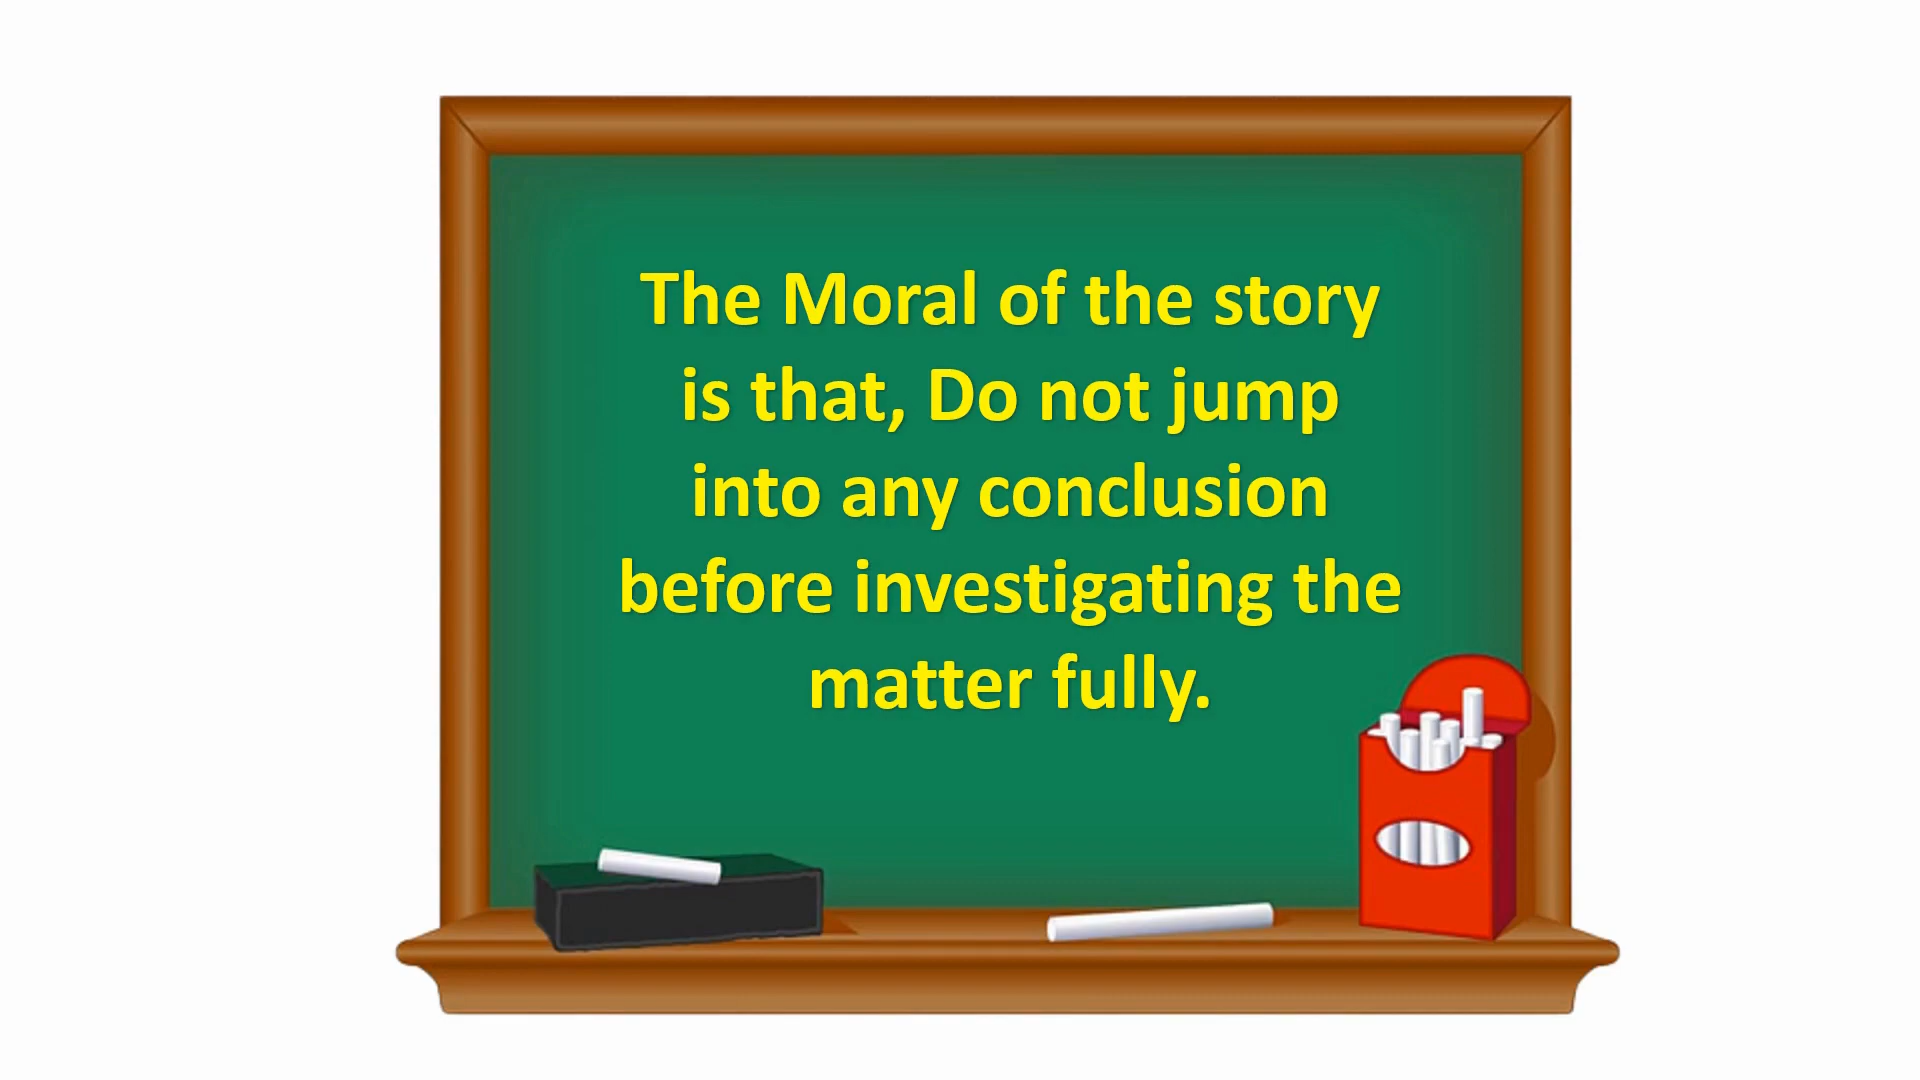 The Moral of the story
is that, Do not jump
into any conclusion
before investigating the
matter fully.